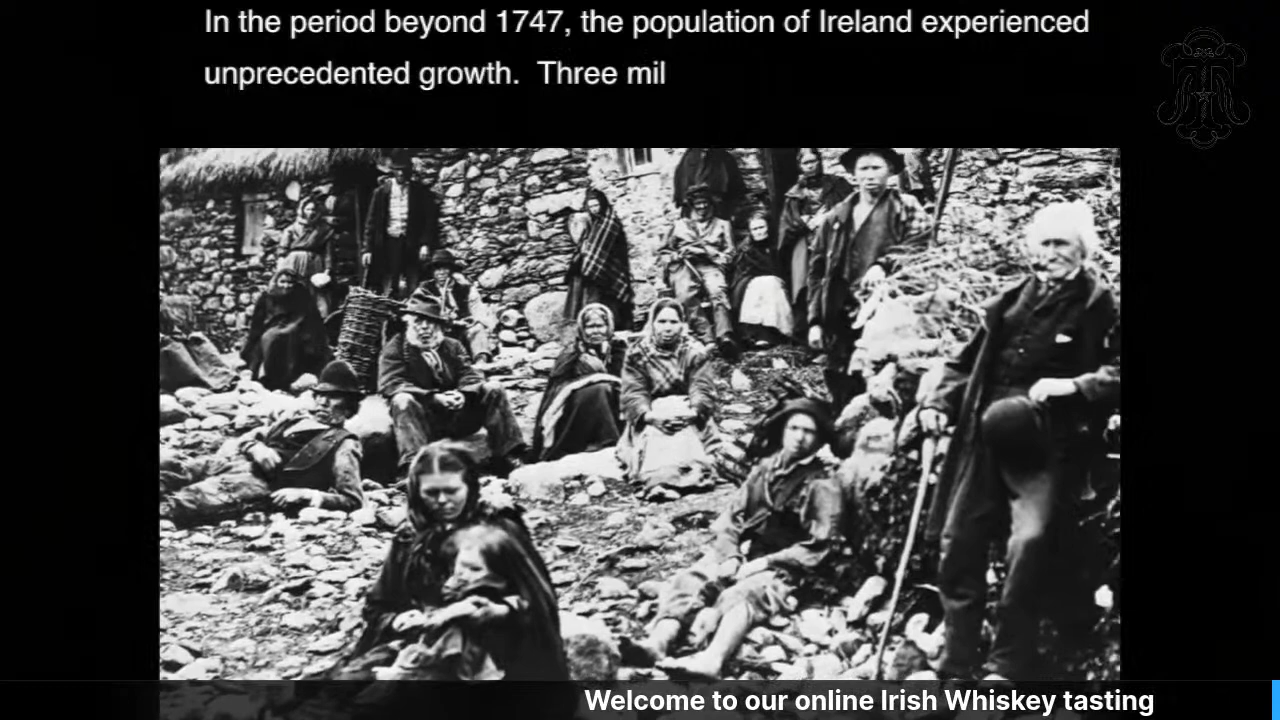 In the period beyond 1747, the population of Ireland experienced
unprecedented growth.  Three mil
Welcome to our online Irish Whiskey tasting